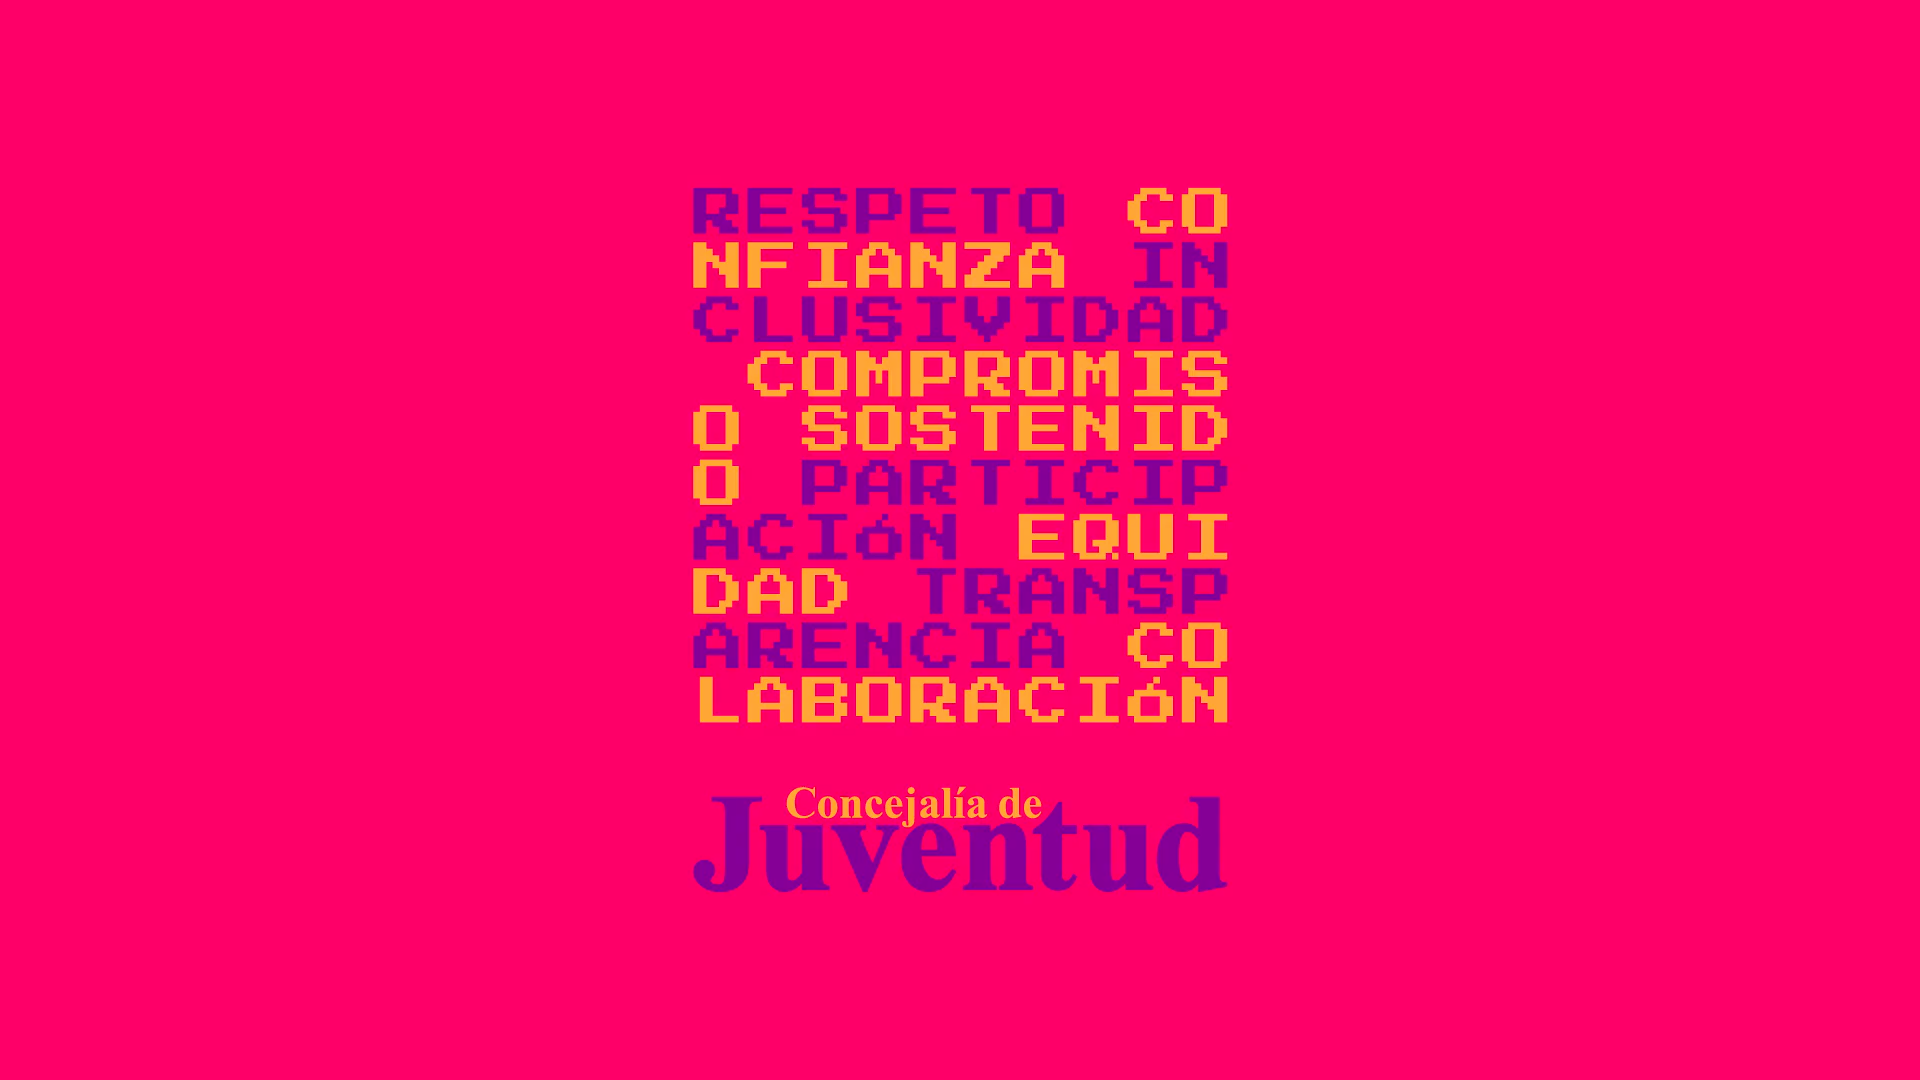 RESPETO CO
NFIANZA IN
CLUSIVIDAD
COMPROMIS
O SOSTENID
O PARTICIP
ACIóN EQUI
DAD TRANSP
ARENCIA CO
LABORACIóN
Concejalía de
Juventud